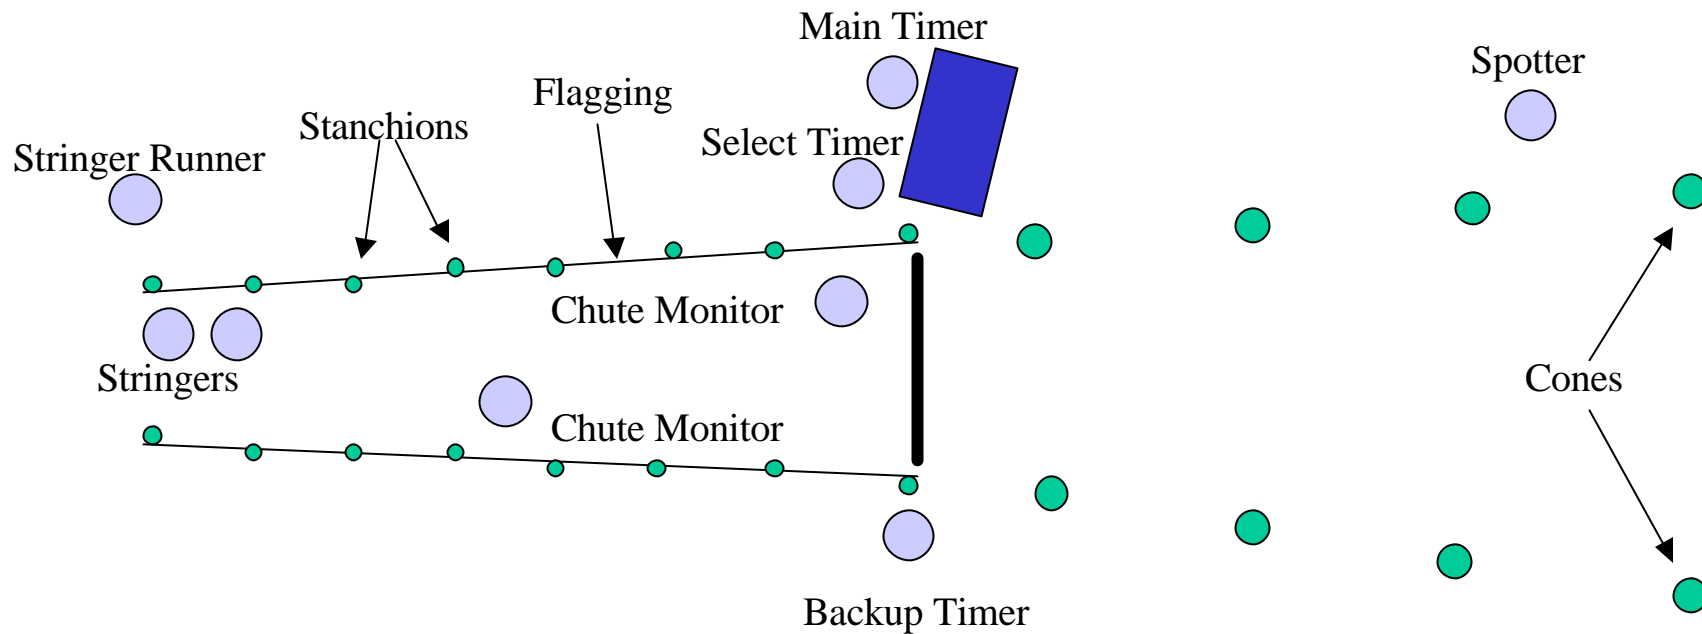 Main Timer
Spotter
Flagging
Stanchions
Select Timer
Stringer Runner
Chute Monitor
Stringers
Cones
Chute Monitor
Backup Timer